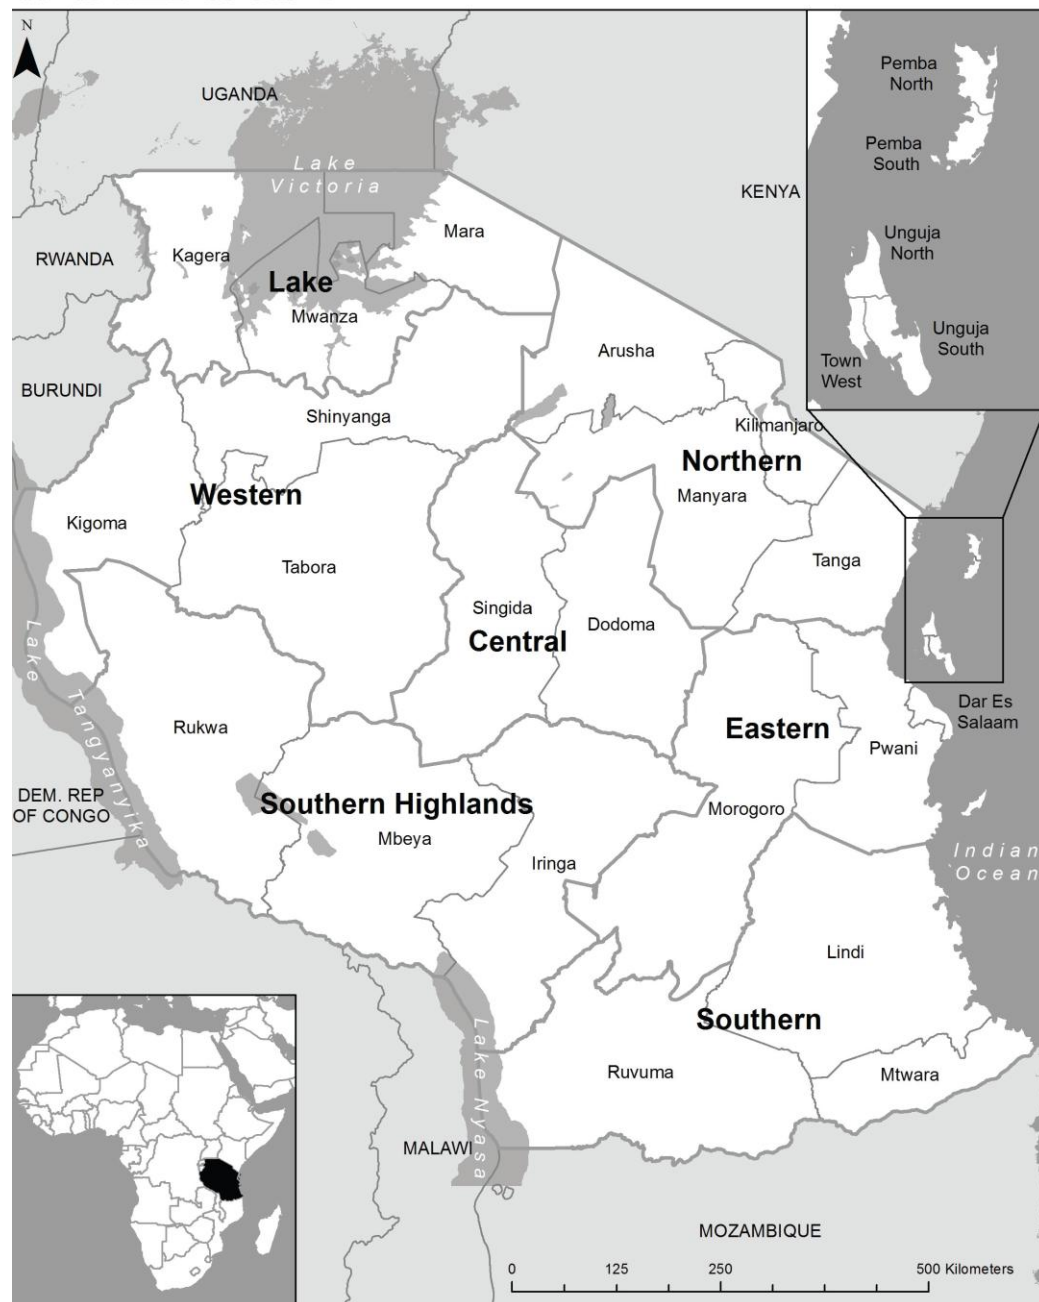 N
UGANDA
Lake
Victoria
KENYA
Pemba
North
Pemba
South
Unguja
North
Unguja
South
Town
West
RWANDA
Kagera
Mara
Lake
Mwanza
BURUNDI
Arusha
Shinyanga
Kilimanjaro
Northern
Western
Manyara
Kigoma
Tabora
Tanga
Singida
Dodoma
Central
Lake
Tangyanyika
Rukwa
Dar Es
Salaam
Eastern
Pwani
DEM. REP
OF CONGO
Southern Highlands
Mbeya
Morogoro
Iringa
Indian
Ocean
Lindi
Southern
Lake Nyasa
Ruvuma
Mtwara
MALAWI
MOZAMBIQUE
0 125 250 500 Kilometers